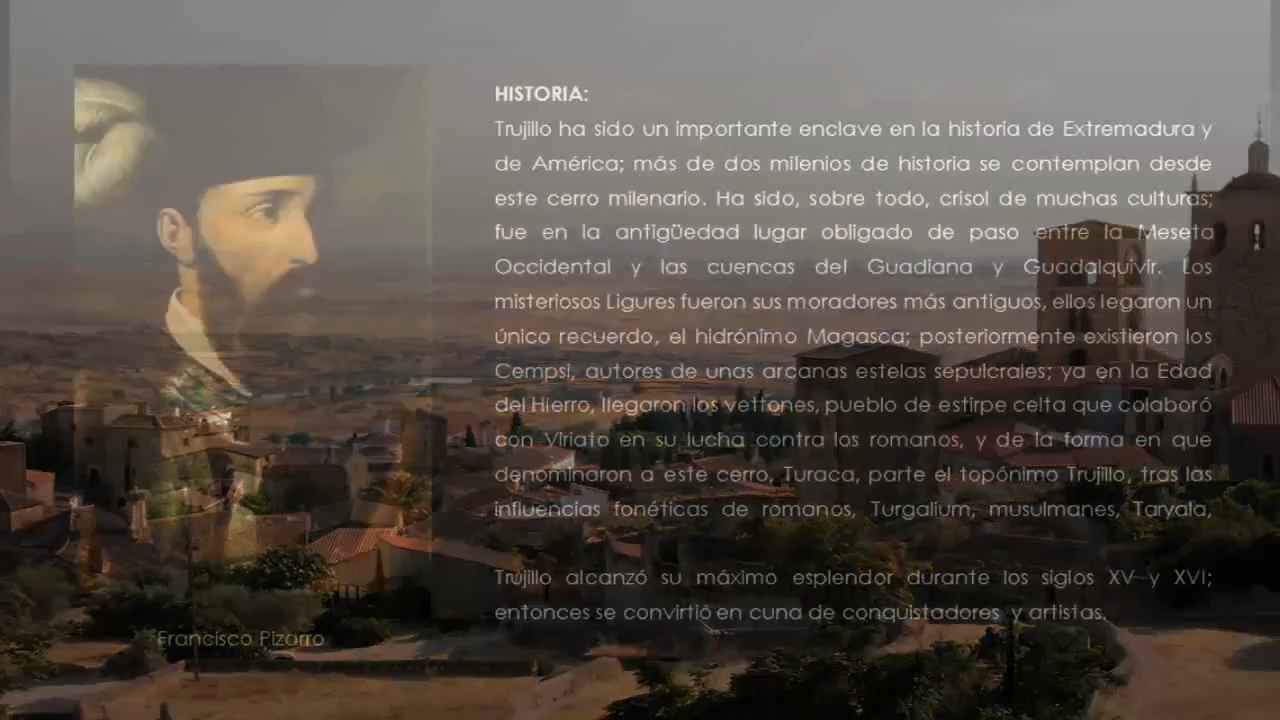 HISTORIA:
Trujillo ha sido un importante enclave en la historia de Extremadura y
de América; más de dos milenios de historia se contemplan desde
este cerro milenario. Ha sido, sobre todo, crisol de muchas culturas;
fue en la antigüedad lugar obligado de paso entre la Meseta
Occidental y las cuencas del Guadiana y Guadalquivir. Los
misteriosos Ligures fueron sus moradores más antiguos, ellos legaron un
único recuerdo, el hidrónimo Magasca; posteriormente existieron los
Cempsi, autores de unas arcanas estelas sepulcrales; ya en la Edad
del Hierro, llegaron los vettones, pueblo de estirpe celta que colaboró
con Viriato en su lucha contra los romanos, y de la forma en que
denominaron a este cerro, Turaca, parte el topónimo Trujillo, tras las
influencias fonéticas de romanos, Turgalium, musulmanes, Taryala,
Trujillo alcanzó su máximo esplendor durante los siglos XV y XVI;
entonces se convirtió en cuna de conquistadores y artistas.
Francisco Pizarro